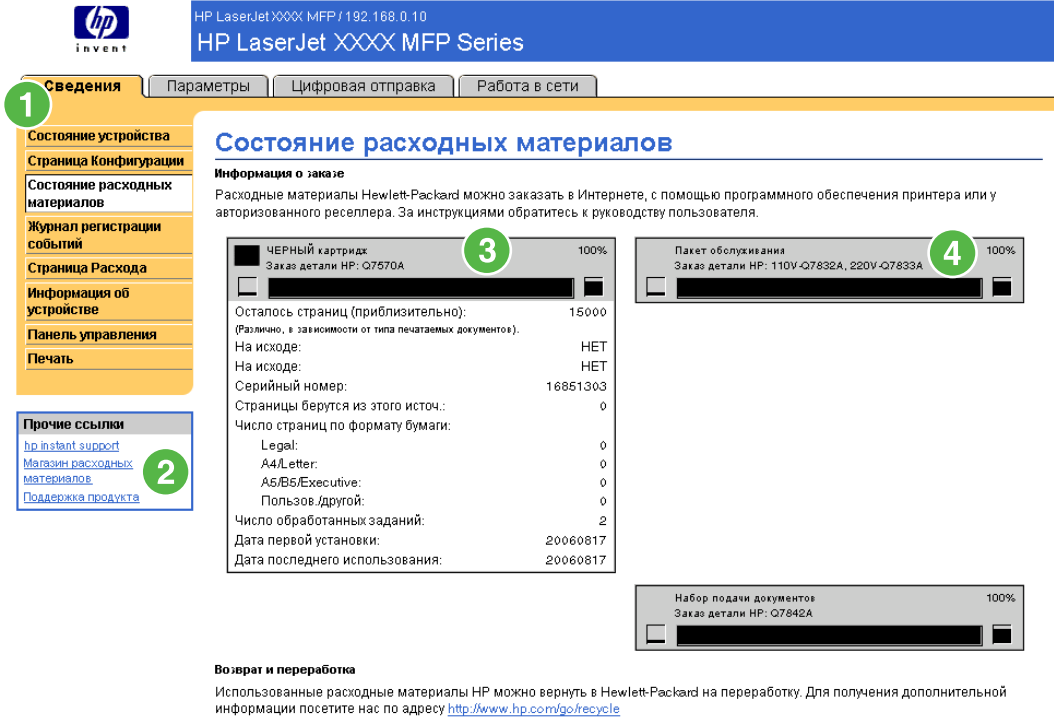 hp
invent
HP LaserJet XXXX MFP / 192.168.0.10
HP LaserJet XXXX MFP Series
Сведения
Параметры
Цифровая отправка
Работа в сети
1
Состояние устройства
Страница Конфигурации
Состояние расходных
материалов
Журнал регистрации
событий
Страница Расхода
Информация об
устройстве
Панель управления
Печать
Прочие ссылки
hp instant support
Магазин расходных
материалов
Поддержка продукта
2
Состояние расходных материалов
Информация о заказе
Расходные материалы Hewlett-Packard можно заказать в Интернете, с помощью программного обеспечения принтера или у
авторизованного реселлера. За инструкциями обратитесь к руководству пользователя.
ЧЕРНЫЙ картридж 100%
Заказ детали HP: Q7570A
3
Осталось страниц (приблизительно): 15000
(Различно, в зависимости от типа печатаемых документов).
На исходе: НЕТ
На исходе: НЕТ
Серийный номер: 16851303
Страницы берутся из этого источ.: 0
Число страниц по формату бумаги:
Legal: 0
A4/Letter: 0
A5/B5/Executive: 0
Пользов./другой: 0
Число обработанных заданий: 2
Дата первой установки: 20060817
Дата последнего использования: 20060817
Пакет обслуживания 100%
Заказ детали HP: 110V-Q7832A, 220V-Q7833A
4
Набор подачи документов 100%
Заказ детали HP: Q7842A
Возврат и переработка
Использованные расходные материалы HP можно вернуть в Hewlett-Packard на переработку. Для получения дополнительной
информации посетите нас по адресу http://www.hp.com/go/recycle